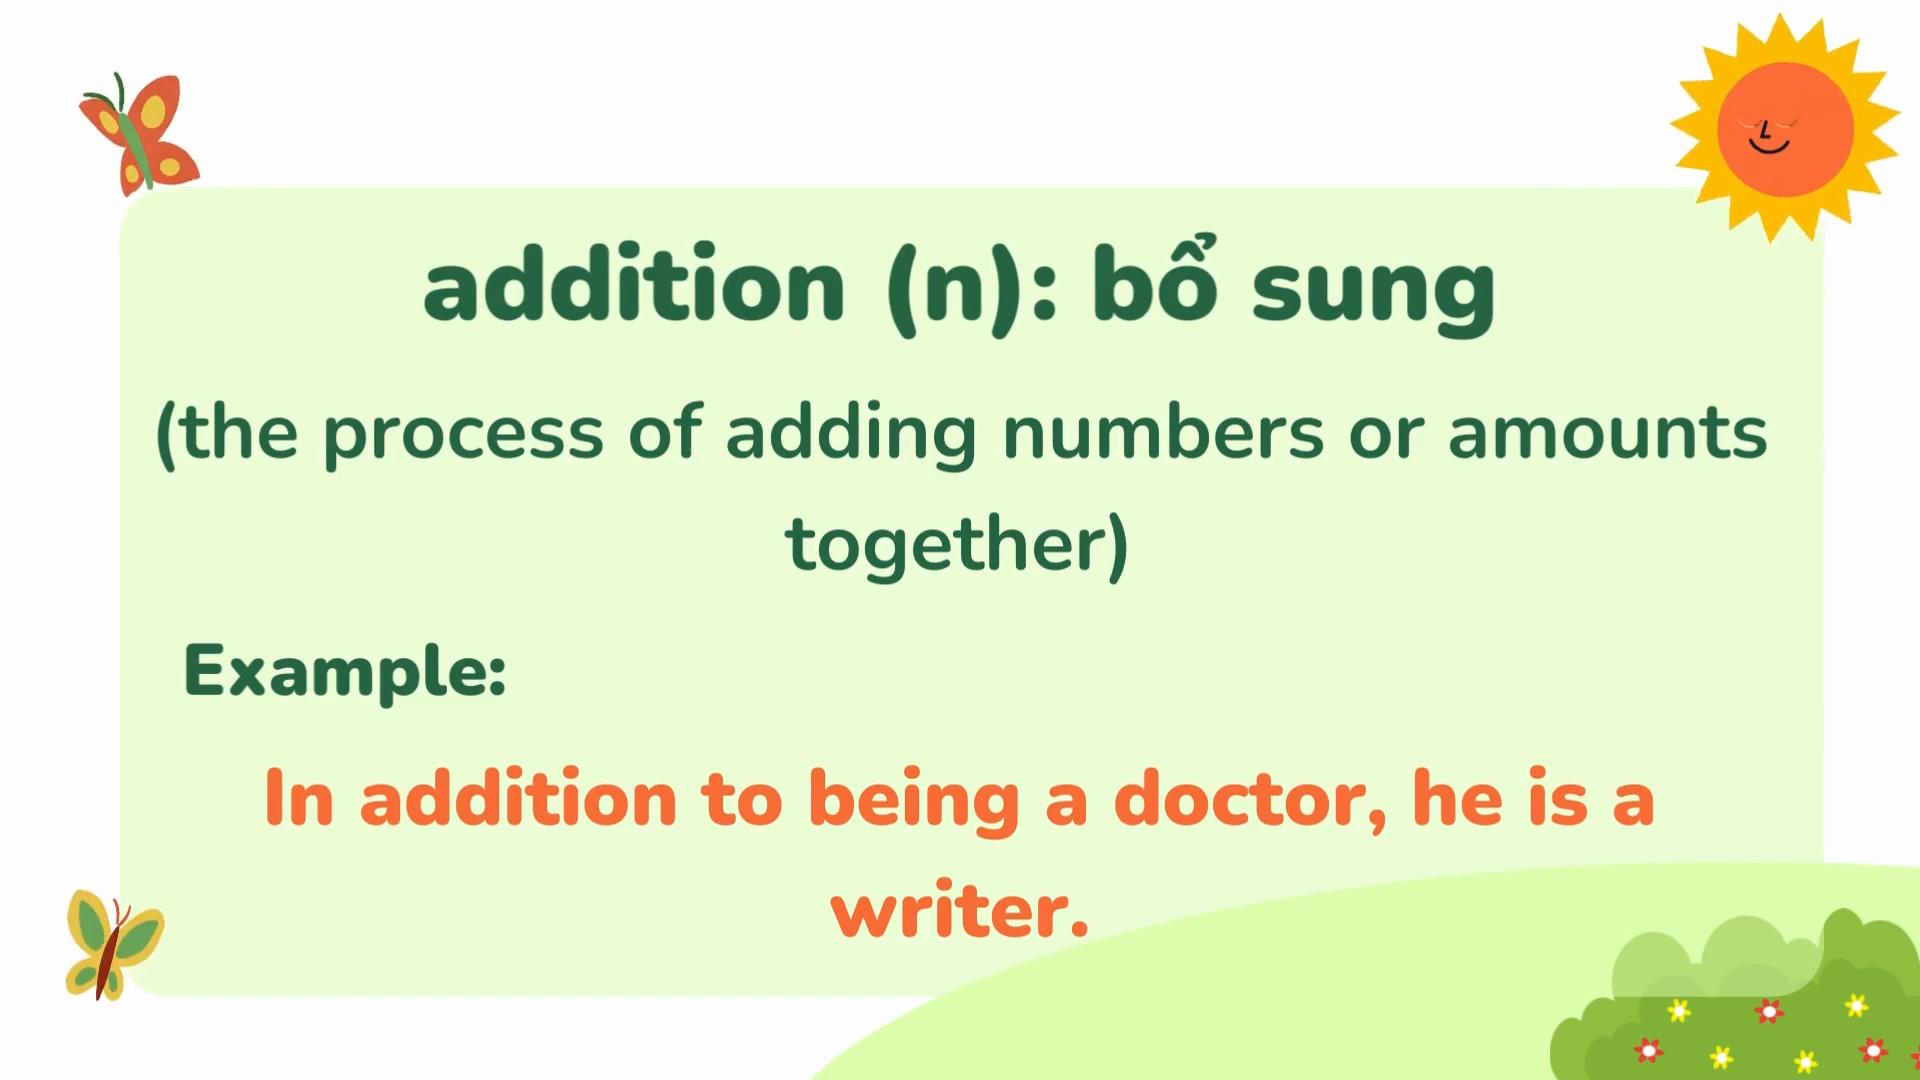 addition (n): bổ sung
(the process of adding numbers or amounts
together)
Example:
In addition to being a doctor, he is a
writer.